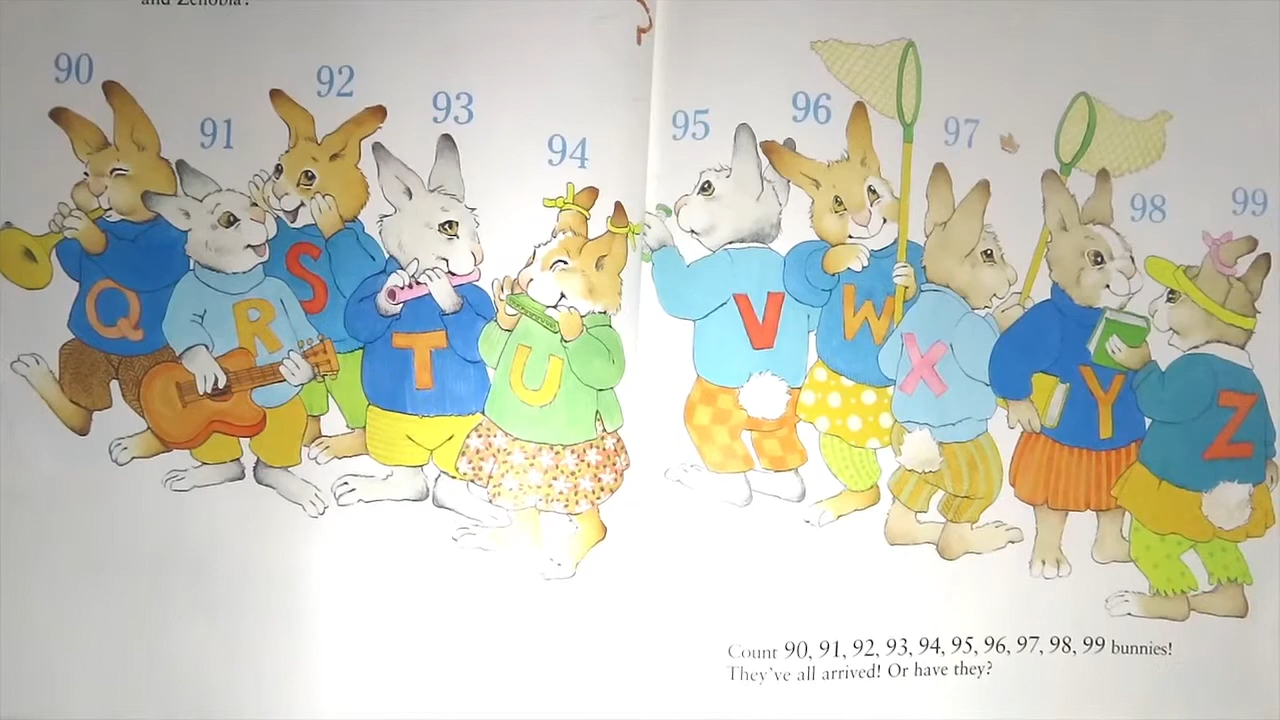 and Zenobia?
90
91
92
93
94
95
96
97
98
99
Q
R
S
T
U
V
W
X
Y
Z
Count 90, 91, 92, 93, 94, 95, 96, 97, 98, 99 bunnies!
They've all arrived! Or have they?